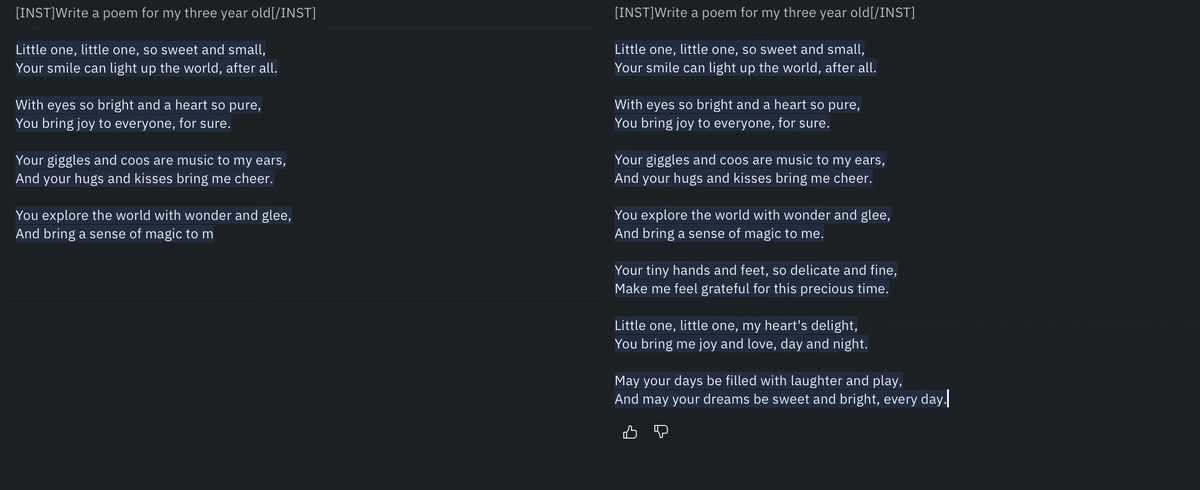 [INST]Write a poem for my three year old[/INST]
Little one, little one, so sweet and small,
Your smile can light up the world, after all.
With eyes so bright and a heart so pure,
You bring joy to everyone, for sure.
Your giggles and coos are music to my ears,
And your hugs and kisses bring me cheer.
You explore the world with wonder and glee,
And bring a sense of magic to m
[INST]Write a poem for my three year old[/INST]
Little one, little one, so sweet and small,
Your smile can light up the world, after all.
With eyes so bright and a heart so pure,
You bring joy to everyone, for sure.
Your giggles and coos are music to my ears,
And your hugs and kisses bring me cheer.
You explore the world with wonder and glee,
And bring a sense of magic to me.
Your tiny hands and feet, so delicate and fine,
Make me feel grateful for this precious time.
Little one, little one, my heart's delight,
You bring me joy and love, day and night.
May your days be filled with laughter and play,
And may your dreams be sweet and bright, every day.